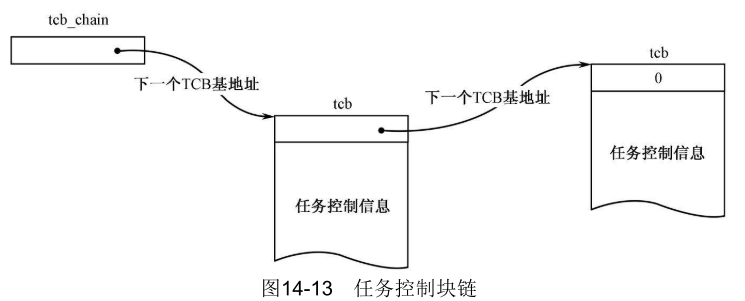 tcb_chain
下一个TCB基地址
tcb
任务控制信息
下一个TCB基地址
tcb
0
任务控制信息
图14-13 任务控制块链